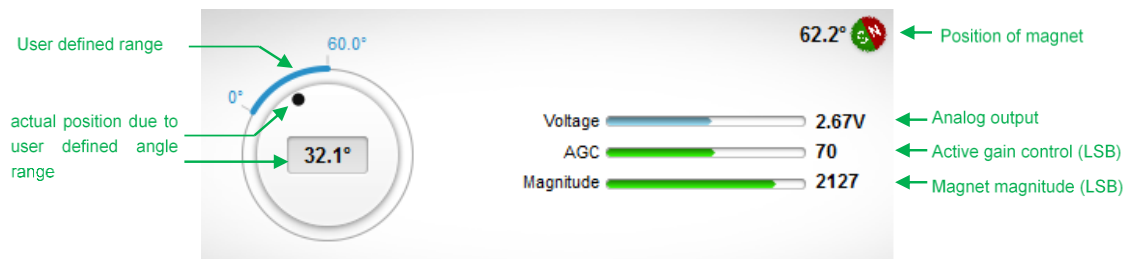 User defined range
60.0°
0°
actual position due to
user defined angle
range
32.1°
62.2°
S N
Position of magnet
Voltage 2.67V
Analog output
AGC 70
Active gain control (LSB)
Magnitude 2127
Magnet magnitude (LSB)